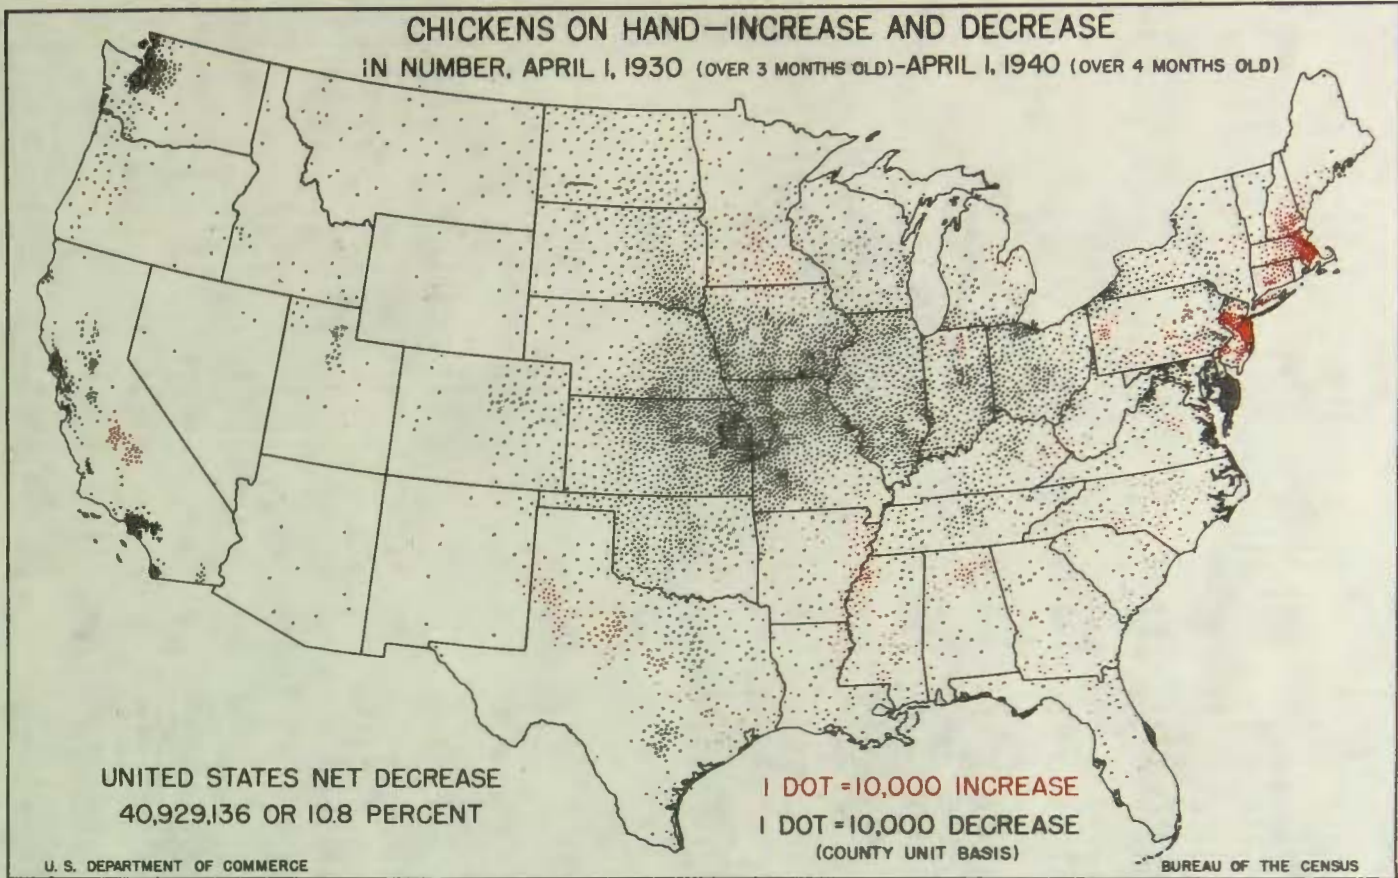 CHICKENS ON HAND—INCREASE AND DECREASE
IN NUMBER, APRIL 1, 1930 (OVER 3 MONTHS OLD)-APRIL 1, 1940 (OVER 4 MONTHS OLD)
UNITED STATES NET DECREASE
40,929,136 OR 10.8 PERCENT
1 DOT = 10,000 INCREASE
1 DOT = 10,000 DECREASE
(COUNTY UNIT BASIS)
U. S. DEPARTMENT OF COMMERCE
BUREAU OF THE CENSUS